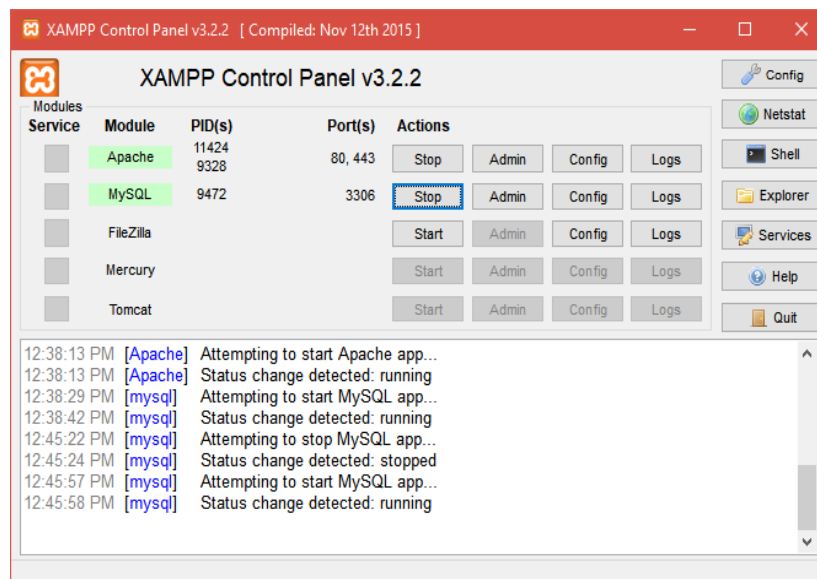 XAMPP Control Panel v3.2.2 [ Compiled: Nov 12th 2015 ]
XAMPP Control Panel v3.2.2
Config
Modules
Netstat
Service Module PID(s) Port(s) Actions
Apache 11424 9328 80, 443 Stop Admin Config Logs
Shell
MySQL 9472 3306 Stop Admin Config Logs
Explorer
FileZilla Start Admin Config Logs
Services
Mercury Start Admin Config Logs
Help
Tomcat Start Admin Config Logs
Quit
12:38:13 PM [Apache] Attempting to start Apache app...
12:38:13 PM [Apache] Status change detected: running
12:38:29 PM [mysql] Attempting to start MySQL app...
12:38:42 PM [mysql] Status change detected: running
12:45:22 PM [mysql] Attempting to stop MySQL app...
12:45:24 PM [mysql] Status change detected: stopped
12:45:57 PM [mysql] Attempting to start MySQL app...
12:45:58 PM [mysql] Status change detected: running